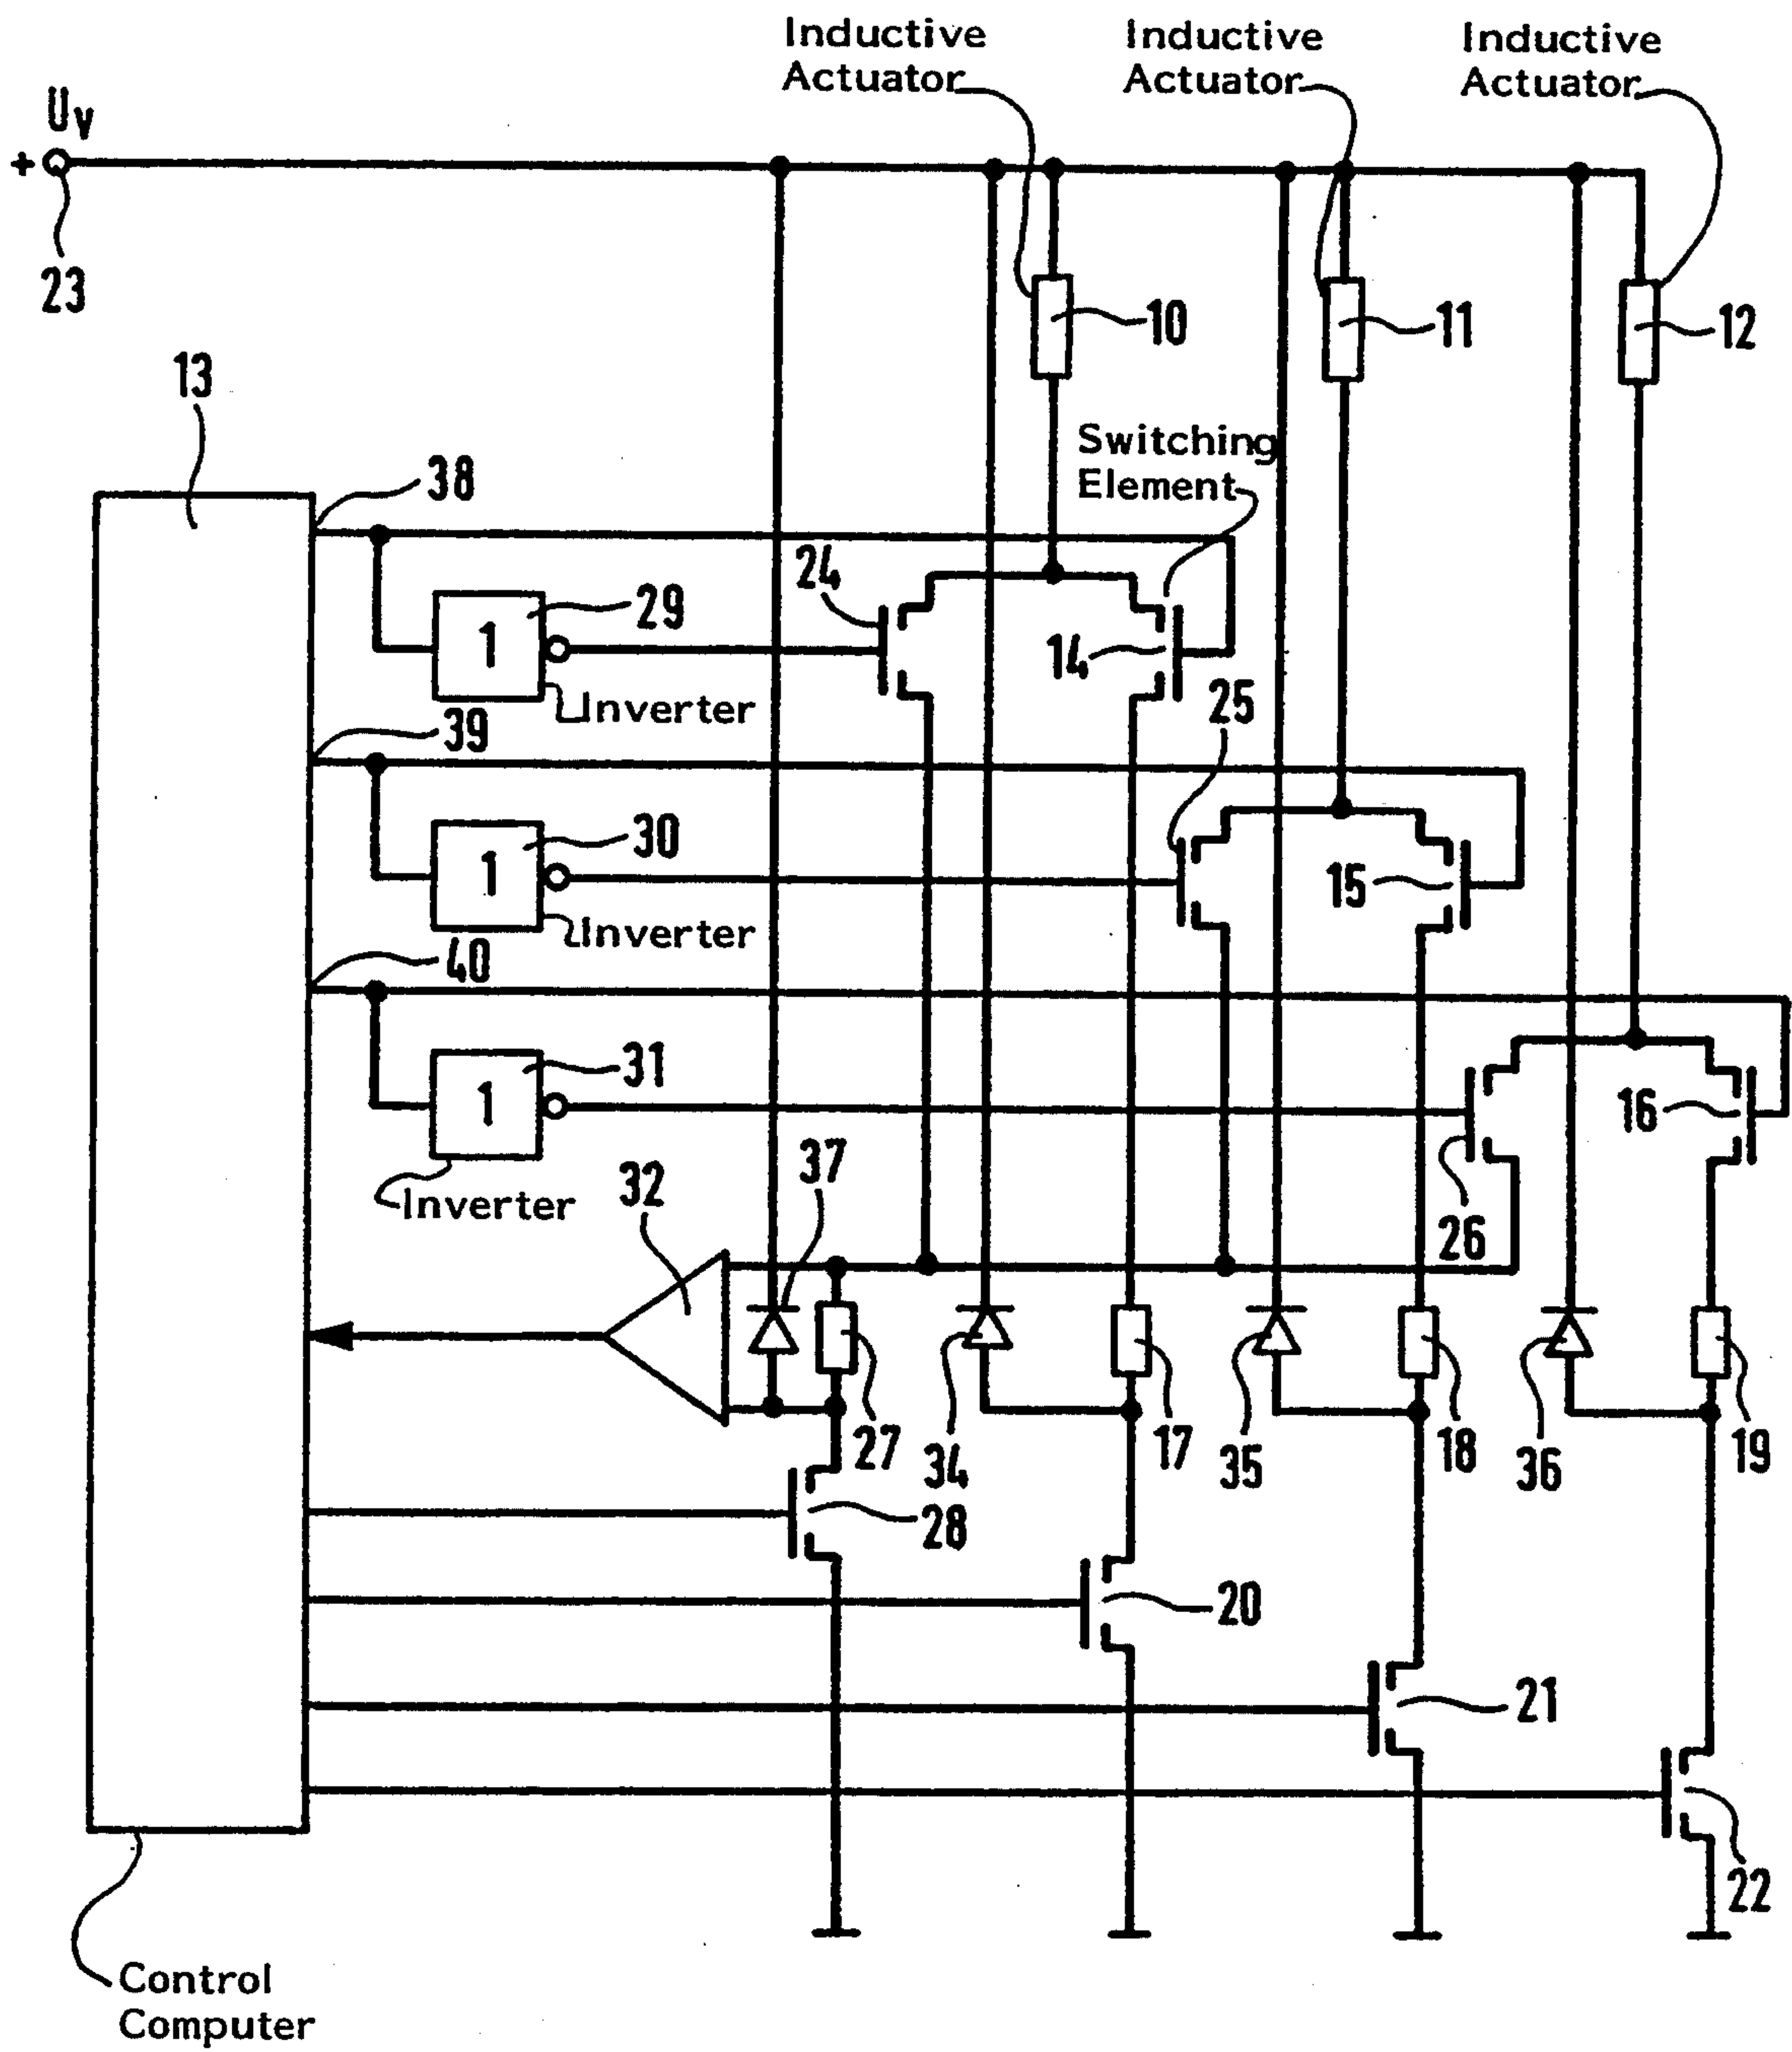 Inductive
Actuator
Inductive
Actuator
Inductive
Actuator
Uv
+
23
10
11
12
13
Switching
Element
38
24
29
1
14
Inverter
25
39
30
1
15
Inverter
40
31
1
16
Inverter
32
37
26
27
34
17
35
18
36
19
28
20
21
22
Control
Computer